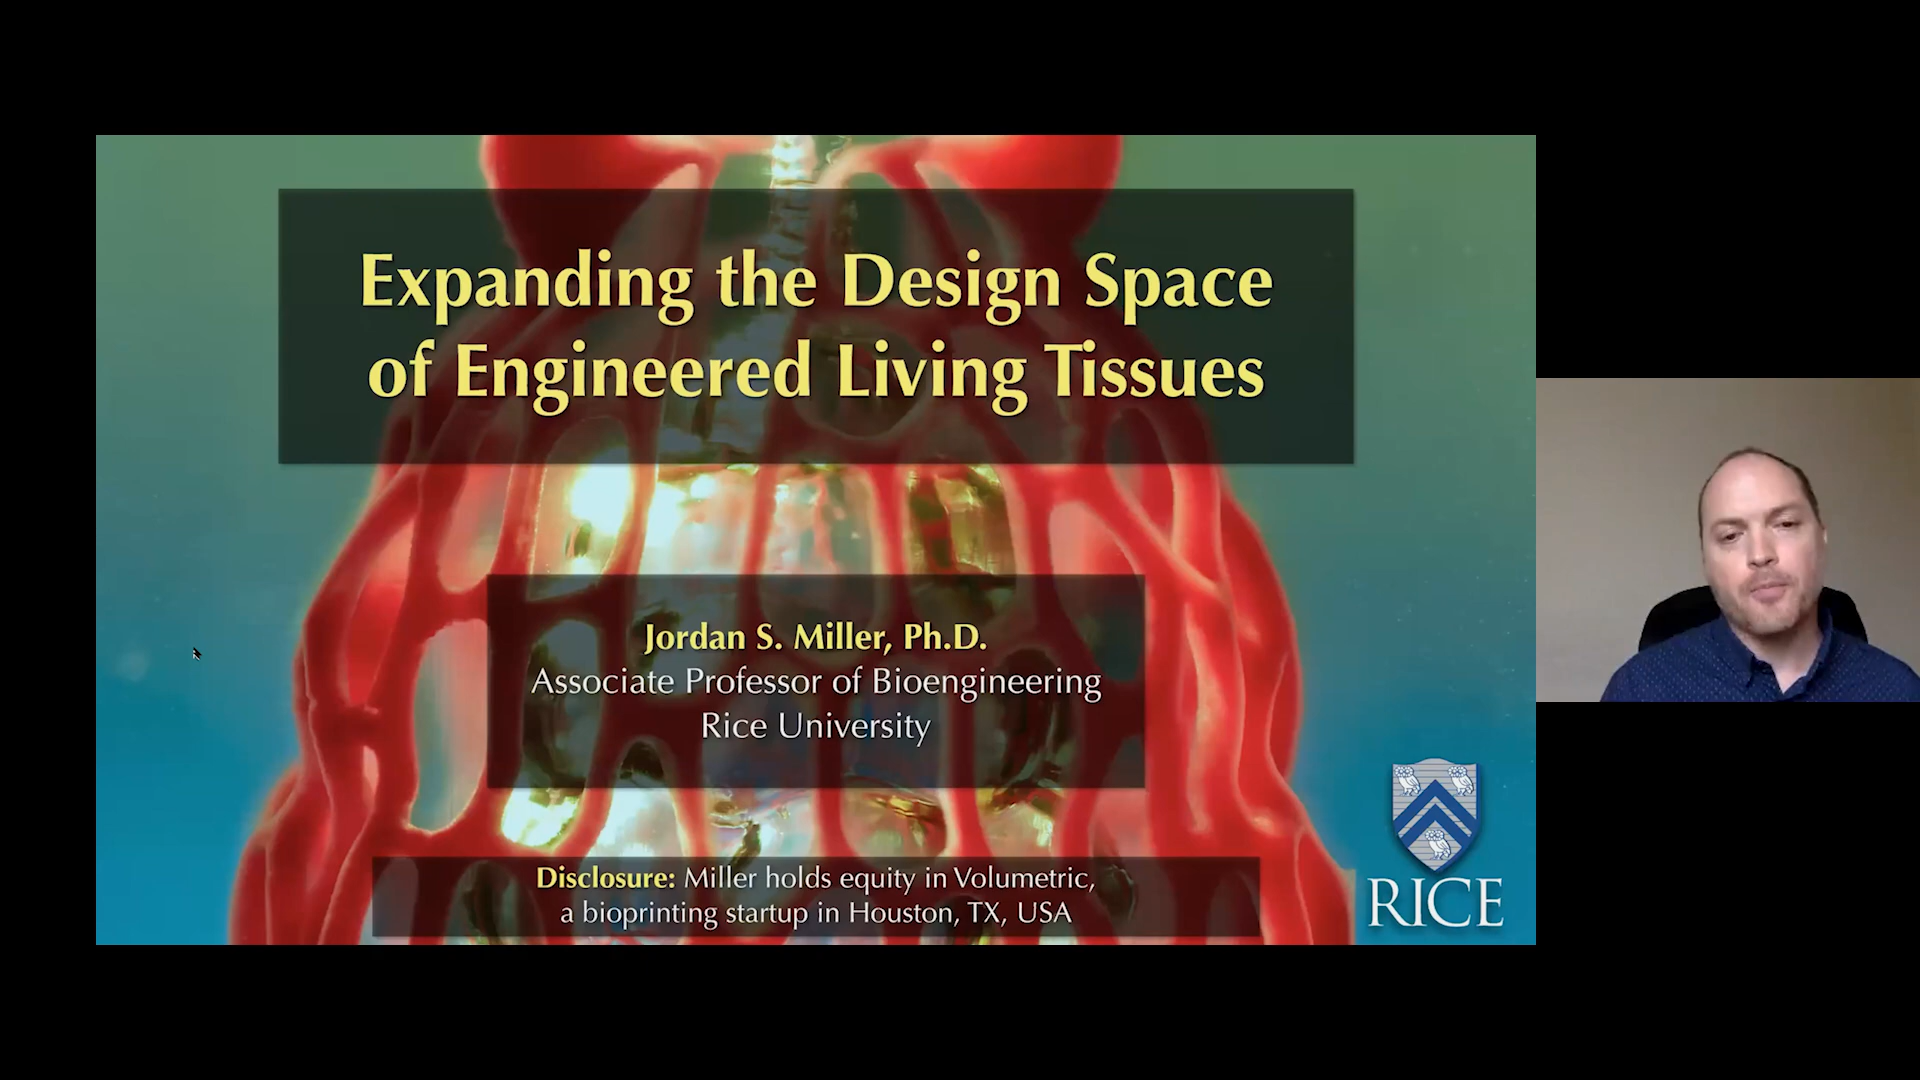 Expanding the Design Space
of Engineered Living Tissues
Jordan S. Miller, Ph.D.
Associate Professor of Bioengineering
Rice University
Disclosure: Miller holds equity in Volumetric,
a bioprinting startup in Houston, TX, USA
RICE